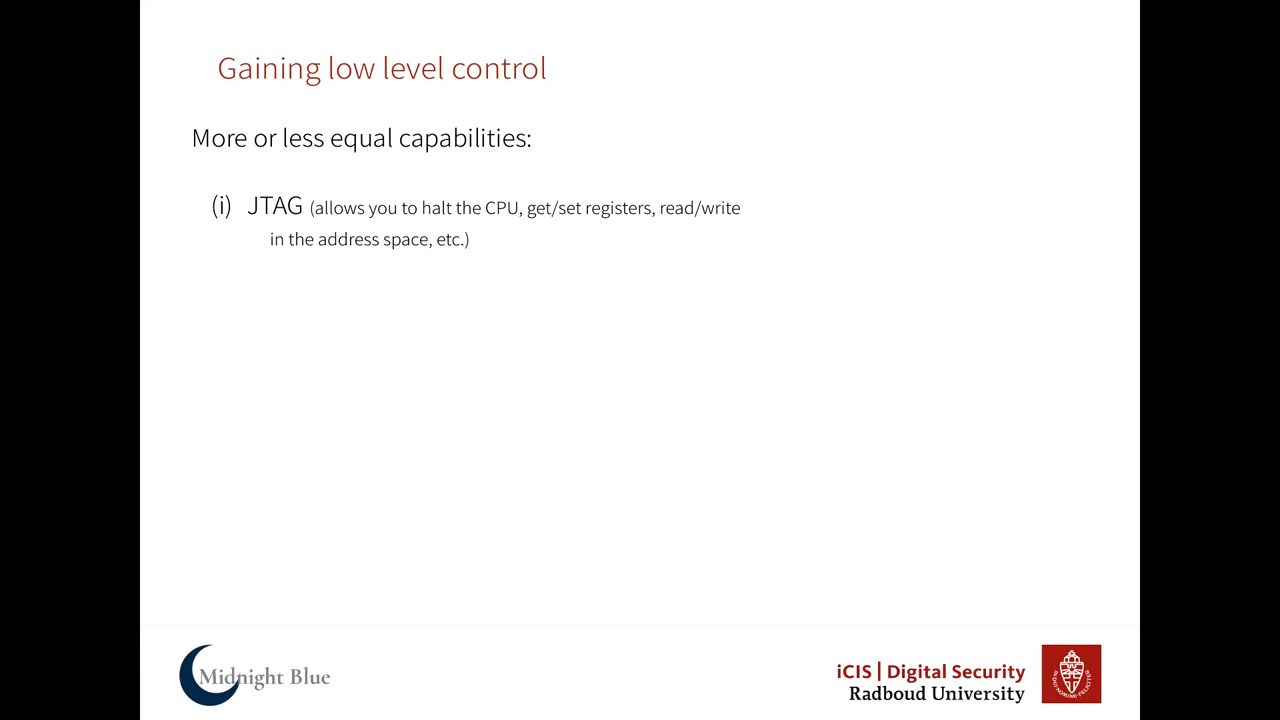 Gaining low level control
More or less equal capabilities:
(i) JTAG (allows you to halt the CPU, get/set registers, read/write
in the address space, etc.)
Midnight Blue
iCIS | Digital Security
Radboud University